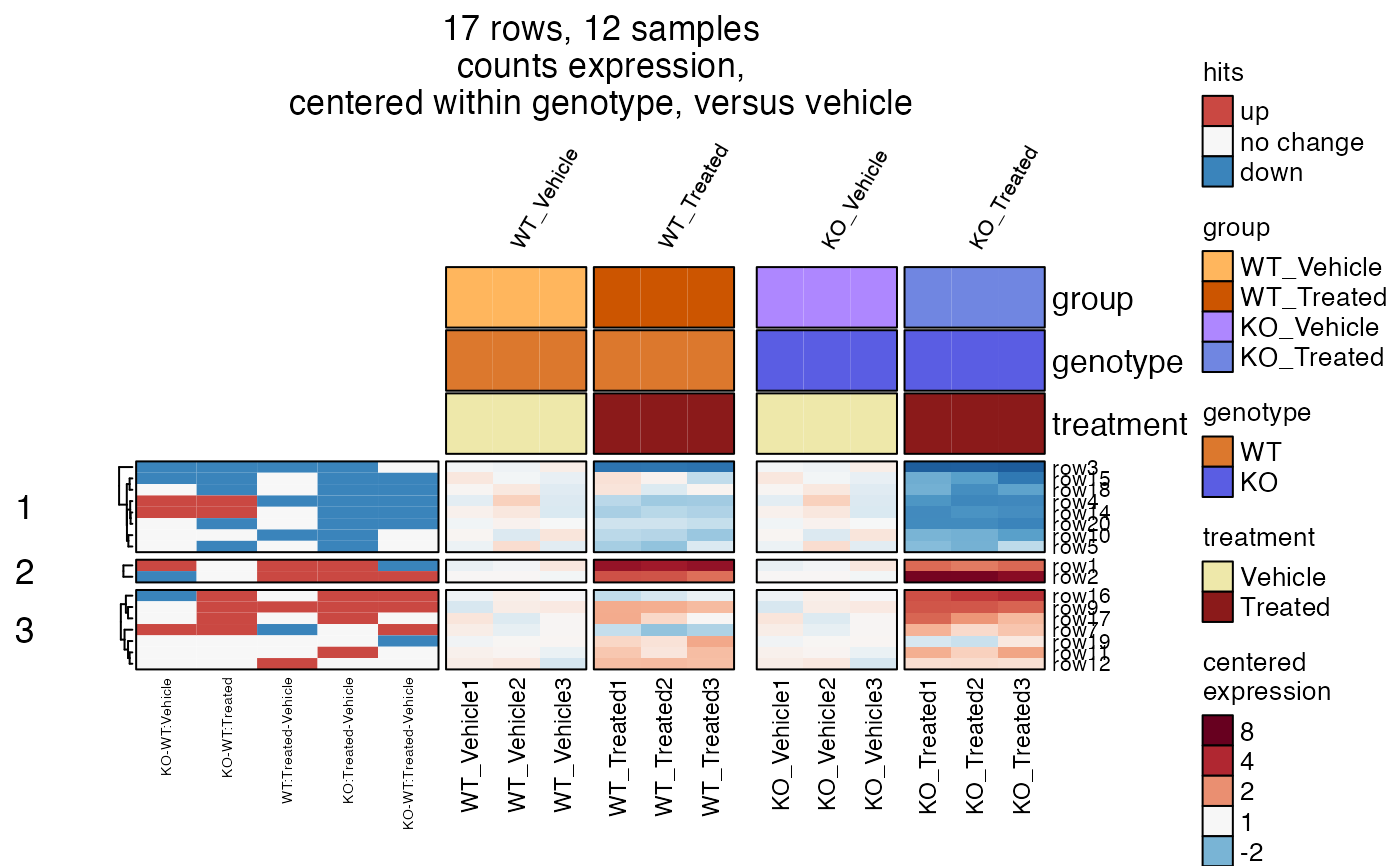 17 rows, 12 samples
counts expression,
centered within genotype, versus vehicle
WT_Vehicle
WT_Treated
KO_Vehicle
KO_Treated
group
genotype
treatment
1
2
3
row3
row15
row18
row4
row14
row20
row10
row5
row1
row2
row16
row9
row17
row7
row19
row11
row12
KO-WT:Vehicle
KO-WT:Treated
WT:Treated-Vehicle
KO:Treated-Vehicle
KO-WT:Treated-Vehicle
WT_Vehicle1
WT_Vehicle2
WT_Vehicle3
WT_Treated1
WT_Treated2
WT_Treated3
KO_Vehicle1
KO_Vehicle2
KO_Vehicle3
KO_Treated1
KO_Treated2
KO_Treated3
hits
up
no change
down
group
WT_Vehicle
WT_Treated
KO_Vehicle
KO_Treated
genotype
WT
KO
treatment
Vehicle
Treated
centered
expression
8
4
2
1
-2